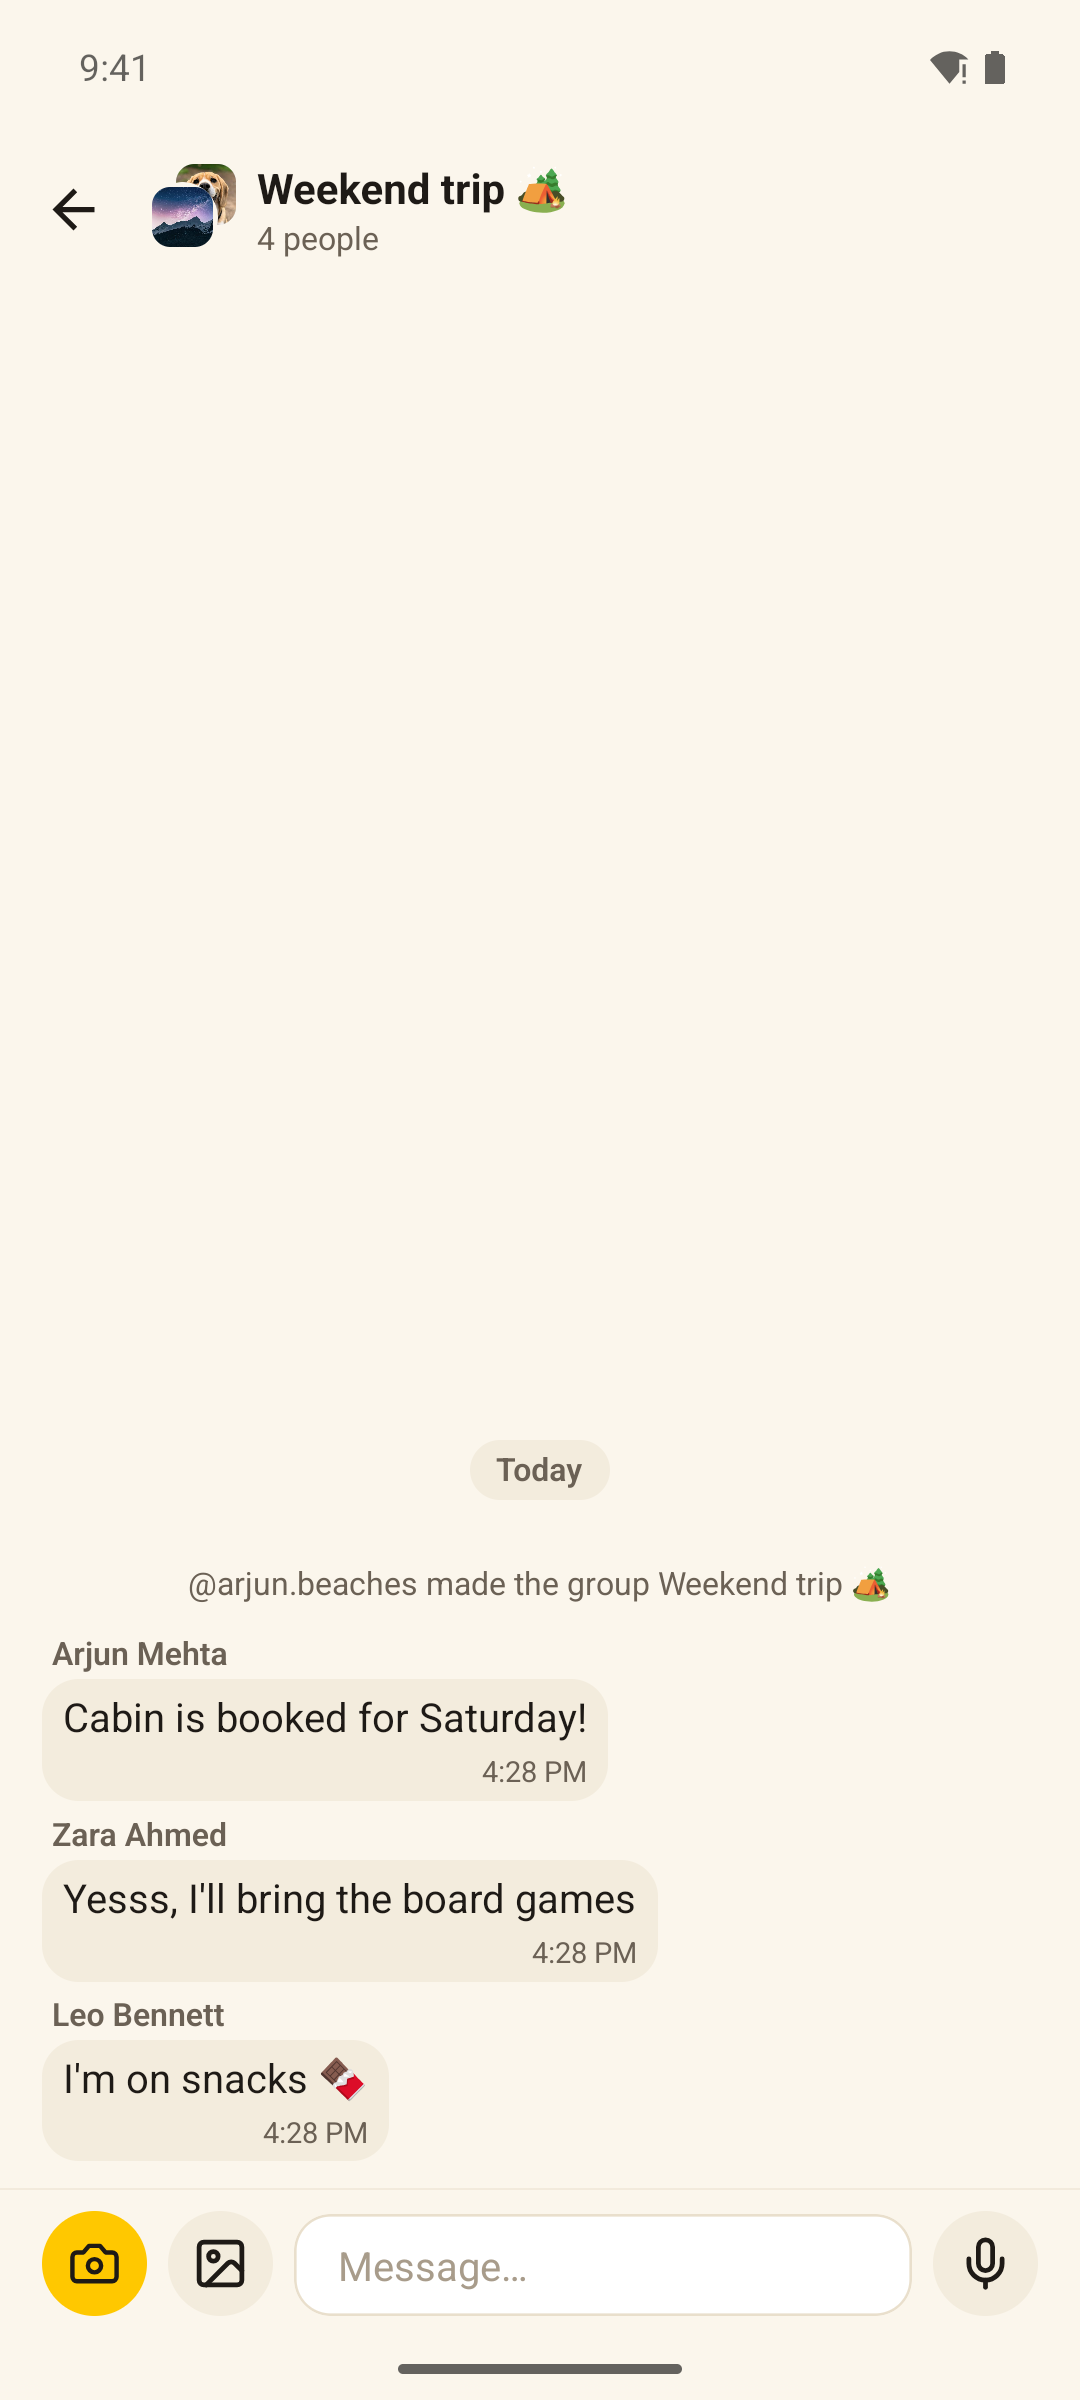 9:41
Weekend trip 🏕️
4 people
Today
@arjun.beaches made the group Weekend trip 🏕️
Arjun Mehta
Cabin is booked for Saturday!
4:28 PM
Zara Ahmed
Yesss, I'll bring the board games
4:28 PM
Leo Bennett
I'm on snacks 🍫
4:28 PM
Message…